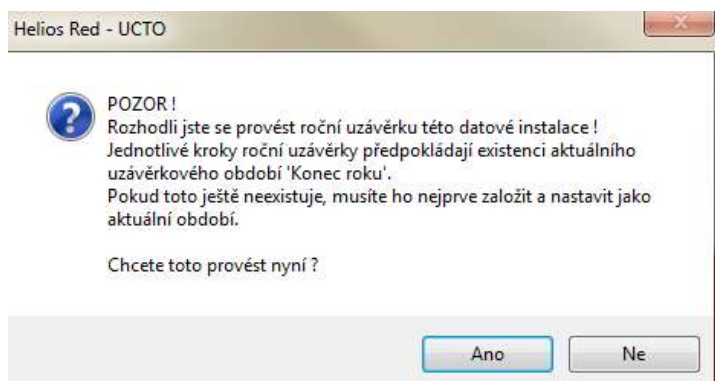 Helios Red - UCTO
POZOR !
Rozhodli jste se provést roční uzávěrku této datové instalace !
Jednotlivé kroky roční uzávěrky předpokládají existenci aktuálního
uzávěrkového období 'Konec roku'.
Pokud toto ještě neexistuje, musíte ho nejprve založit a nastavit jako
aktuální období.
Chcete toto provést nyní ?
Ano
Ne